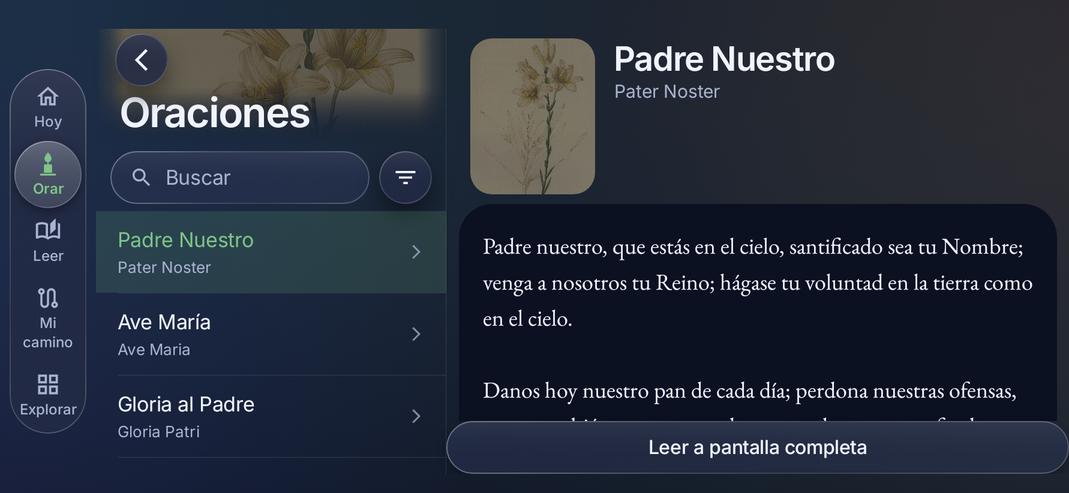 Hoy
Orar
Leer
Mi
camino
Explorar
Oraciones
Buscar
Padre Nuestro
Pater Noster
Ave María
Ave Maria
Gloria al Padre
Gloria Patri
Padre Nuestro
Pater Noster
Padre nuestro, que estás en el cielo, santificado sea tu Nombre;
venga a nosotros tu Reino; hágase tu voluntad en la tierra como
en el cielo.
Danos hoy nuestro pan de cada día; perdona nuestras ofensas,
Leer a pantalla completa